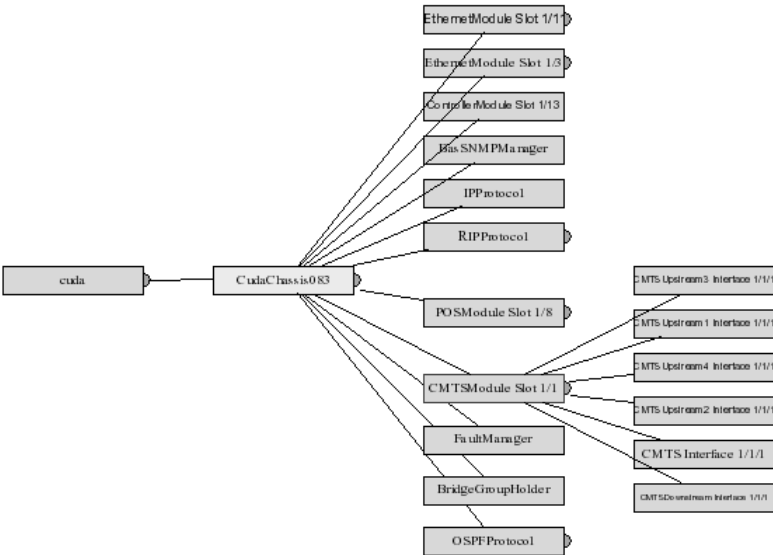 EthernetModule Slot 1/11
EthernetModule Slot 1/3
ControllerModule Slot 1/13
BasSNMPManager
IPProtocol
RIPProtocol
cuda
CudaChassis083
CMTS Upstream3 Interface 1/1/1
POSModule Slot 1/8
CMTS Upstream1 Interface 1/1/1
CMTS Upstream4 Interface 1/1/1
CMTSModule Slot 1/1
CMTS Upstream2 Interface 1/1/1
FaultManager
CMTS Interface 1/1/1
BridgeGroupHolder
CMTSDownstream Interface 1/1/1
OSPFProtocol